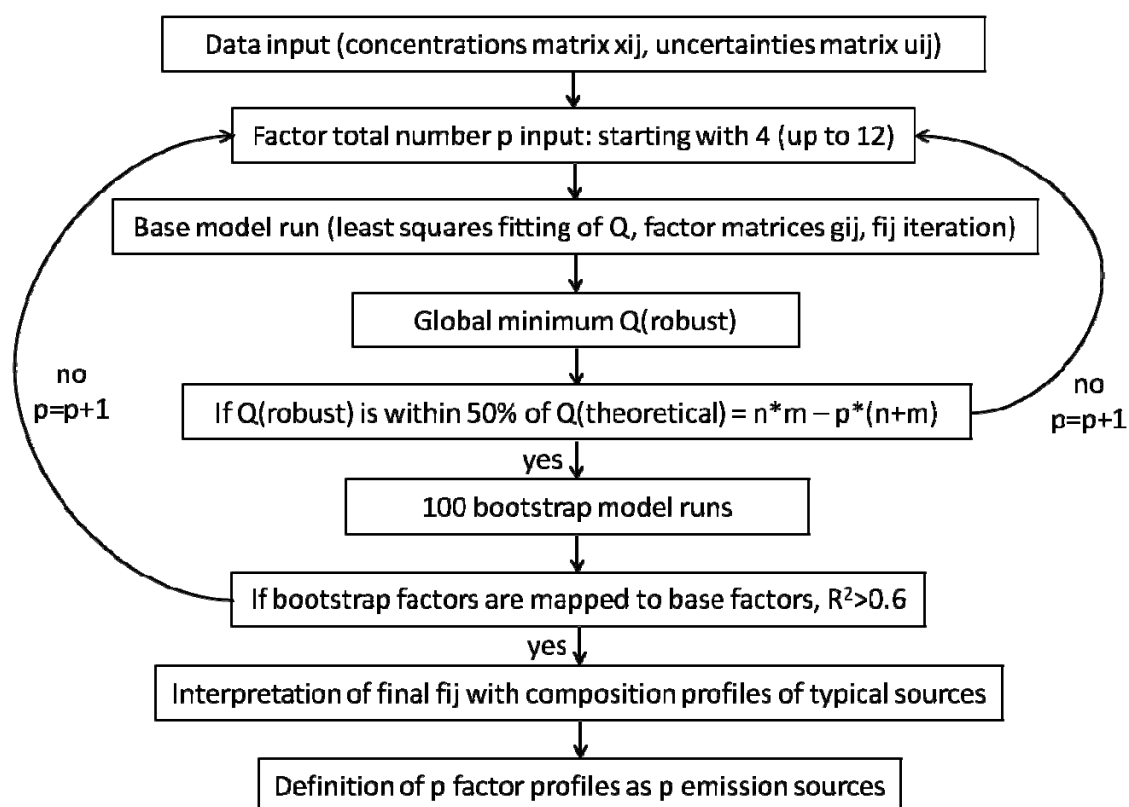 Data input (concentrations matrix xij, uncertainties matrix uij)
Factor total number p input: starting with 4 (up to 12)
Base model run (least squares fitting of Q, factor matrices gij, fij iteration)
Global minimum Q(robust)
no
p=p+1
If Q(robust) is within 50% of Q(theoretical) = n*m – p*(n+m)
no
p=p+1
yes
100 bootstrap model runs
If bootstrap factors are mapped to base factors, R²>0.6
yes
Interpretation of final fij with composition profiles of typical sources
Definition of p factor profiles as p emission sources